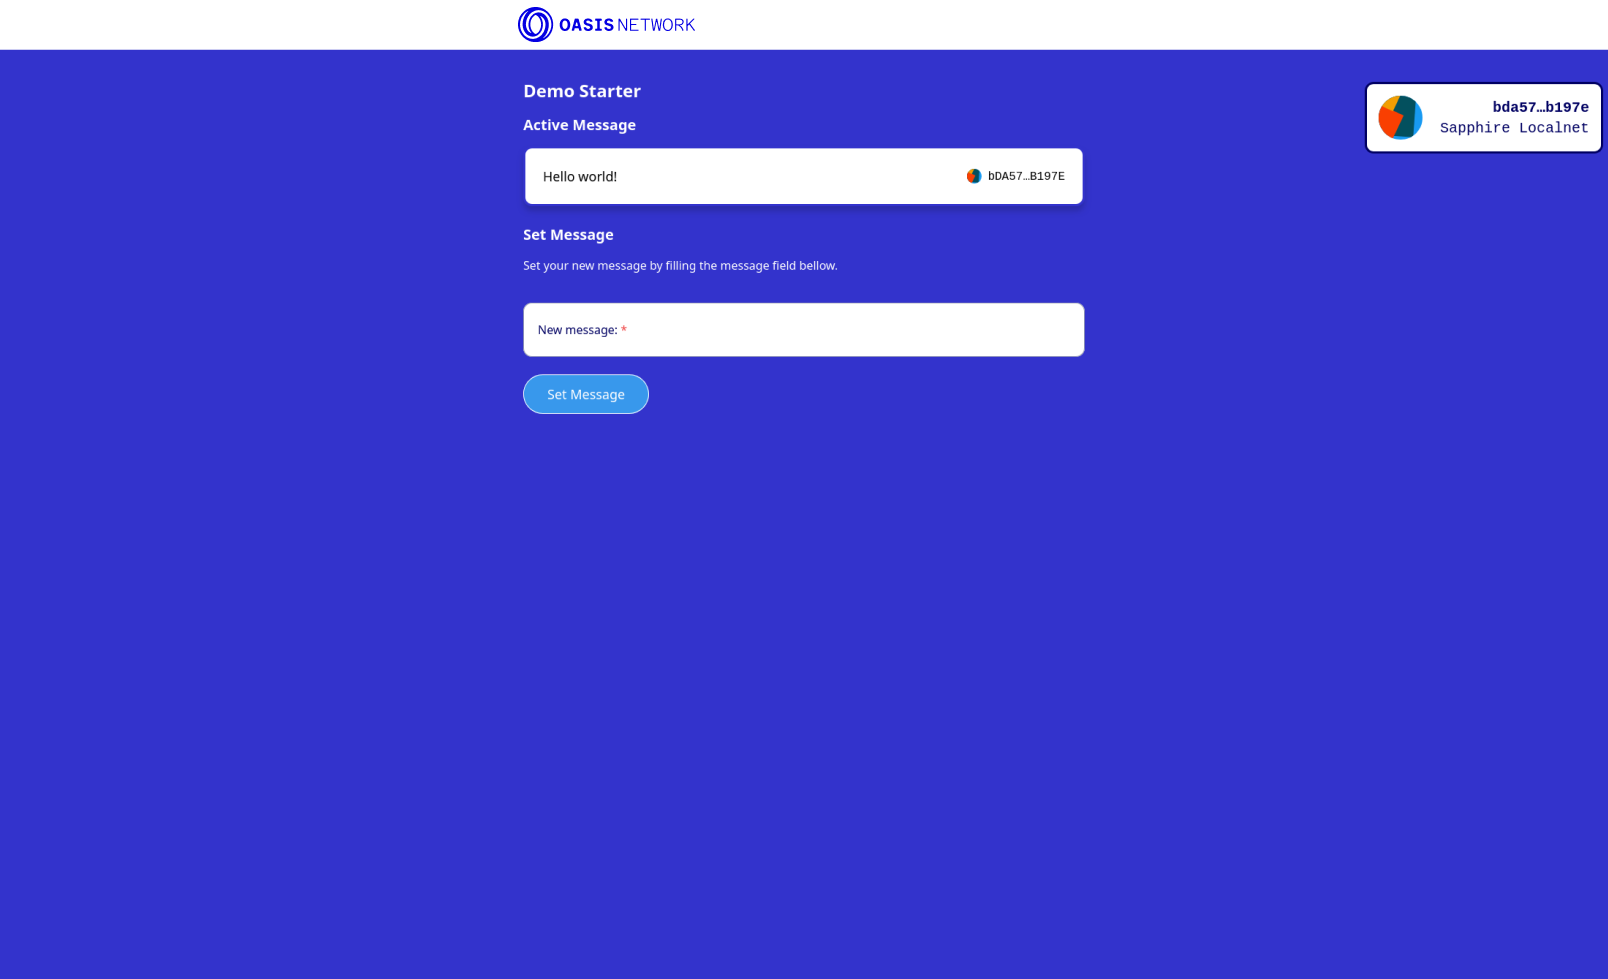 OASIS NETWORK
Demo Starter
bda57…b197e
Sapphire Localnet
Active Message
Hello world!
bDA57…B197E
Set Message
Set your new message by filling the message field bellow.
New message: *
Set Message